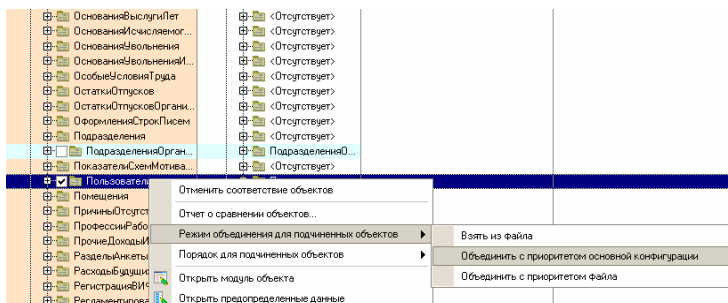 ОснованияВыслугиЛет <Отсутствует>
ОснованияИсчисляемог... <Отсутствует>
ОснованияУвольнения <Отсутствует>
ОснованияУвольненияИ... <Отсутствует>
ОсобыеУсловияТруда <Отсутствует>
ОстаткиОтпусков <Отсутствует>
ОстаткиОтпусковОргани... <Отсутствует>
ОформленияСтрокПисем <Отсутствует>
Подразделения <Отсутствует>
ПодразделенияОрган... ПодразделенияО...
ПоказателиСхемМотива... <Отсутствует>
Пользователи
Помещения
ПричиныОтсутст
ПрофессииРабо
ПрочиеДоходыИ
РазделыАнкеты
РасходыБудущи
РегистрацияВИФ
Регламентирова
Отменить соответствие объектов
Отчет о сравнении объектов...
Режим объединения для подчиненных объектов
Порядок для подчиненных объектов
Открыть модуль объекта
Открыть предопределенные данные
Взять из файла
Объединить с приоритетом основной конфигурации
Объединить с приоритетом файла